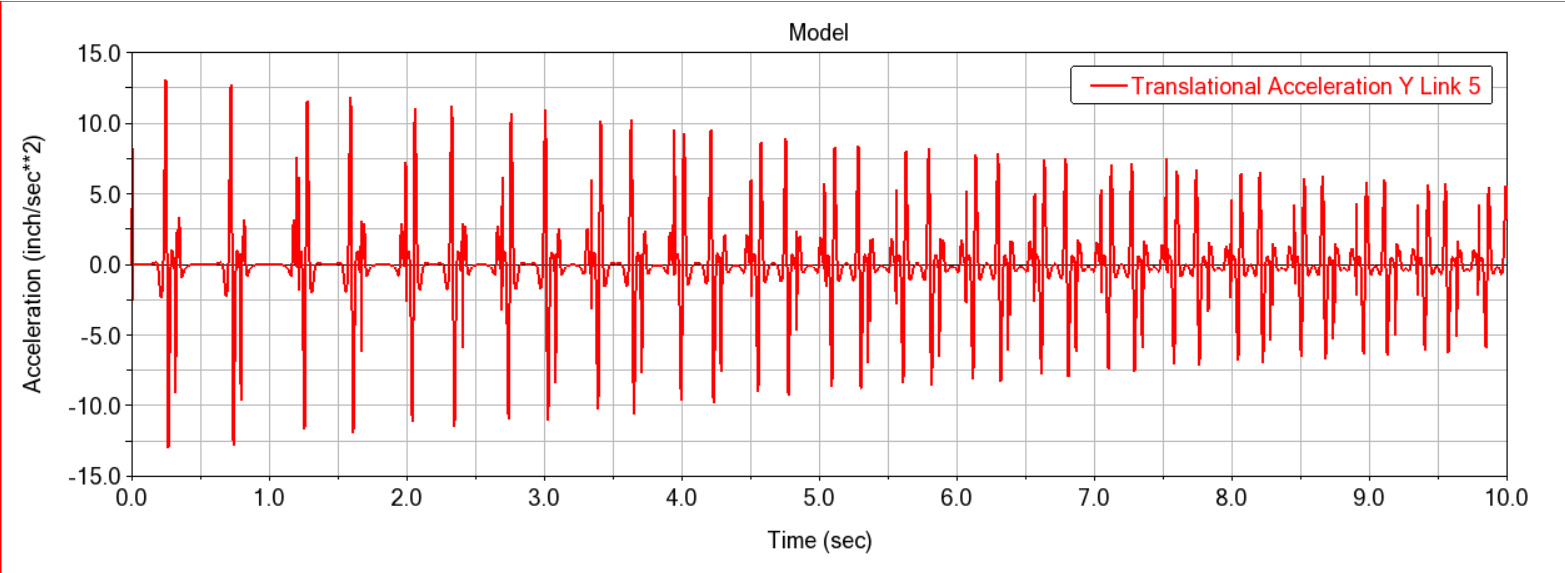 Model
Translational Acceleration Y Link 5
Acceleration (inch/sec**2)
15.0
10.0
5.0
0.0
-5.0
-10.0
-15.0
0.0 1.0 2.0 3.0 4.0 5.0 6.0 7.0 8.0 9.0 10.0
Time (sec)